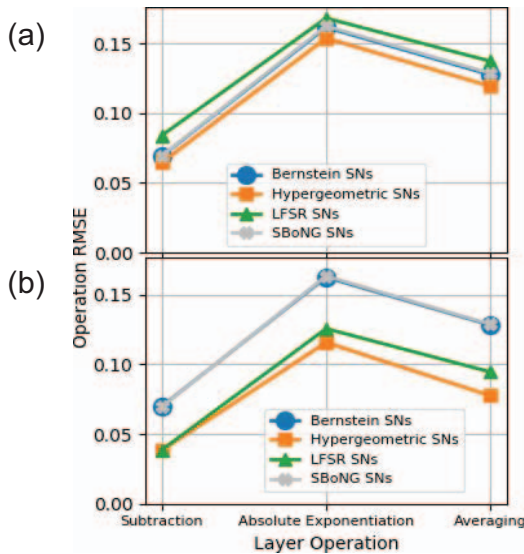 (a)
0.15
0.10
0.05
0.00
Bernstein SNs
Hypergeometric SNs
LFSR SNs
SBoNG SNs
Operation RMSE
(b)
0.15
0.10
0.05
0.00
Bernstein SNs
Hypergeometric SNs
LFSR SNs
SBoNG SNs
Subtraction Absolute Exponentiation Averaging
Layer Operation